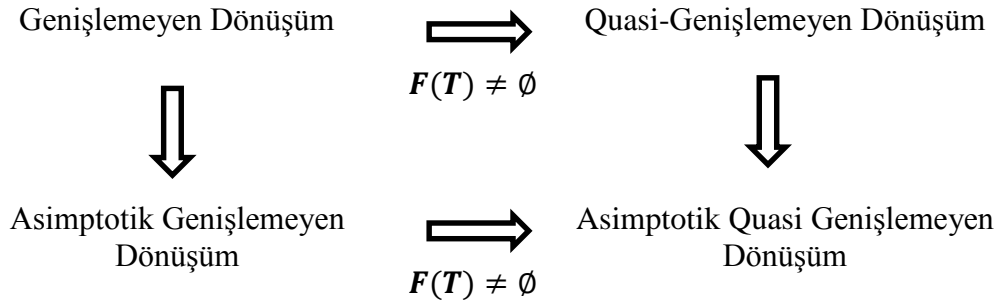 Genişlemeyen Dönüşüm
Quasi-Genişlemeyen Dönüşüm
F(T) ≠ ∅
Asimptotik Genişlemeyen
Dönüşüm
Asimptotik Quasi Genişlemeyen
Dönüşüm
F(T) ≠ ∅